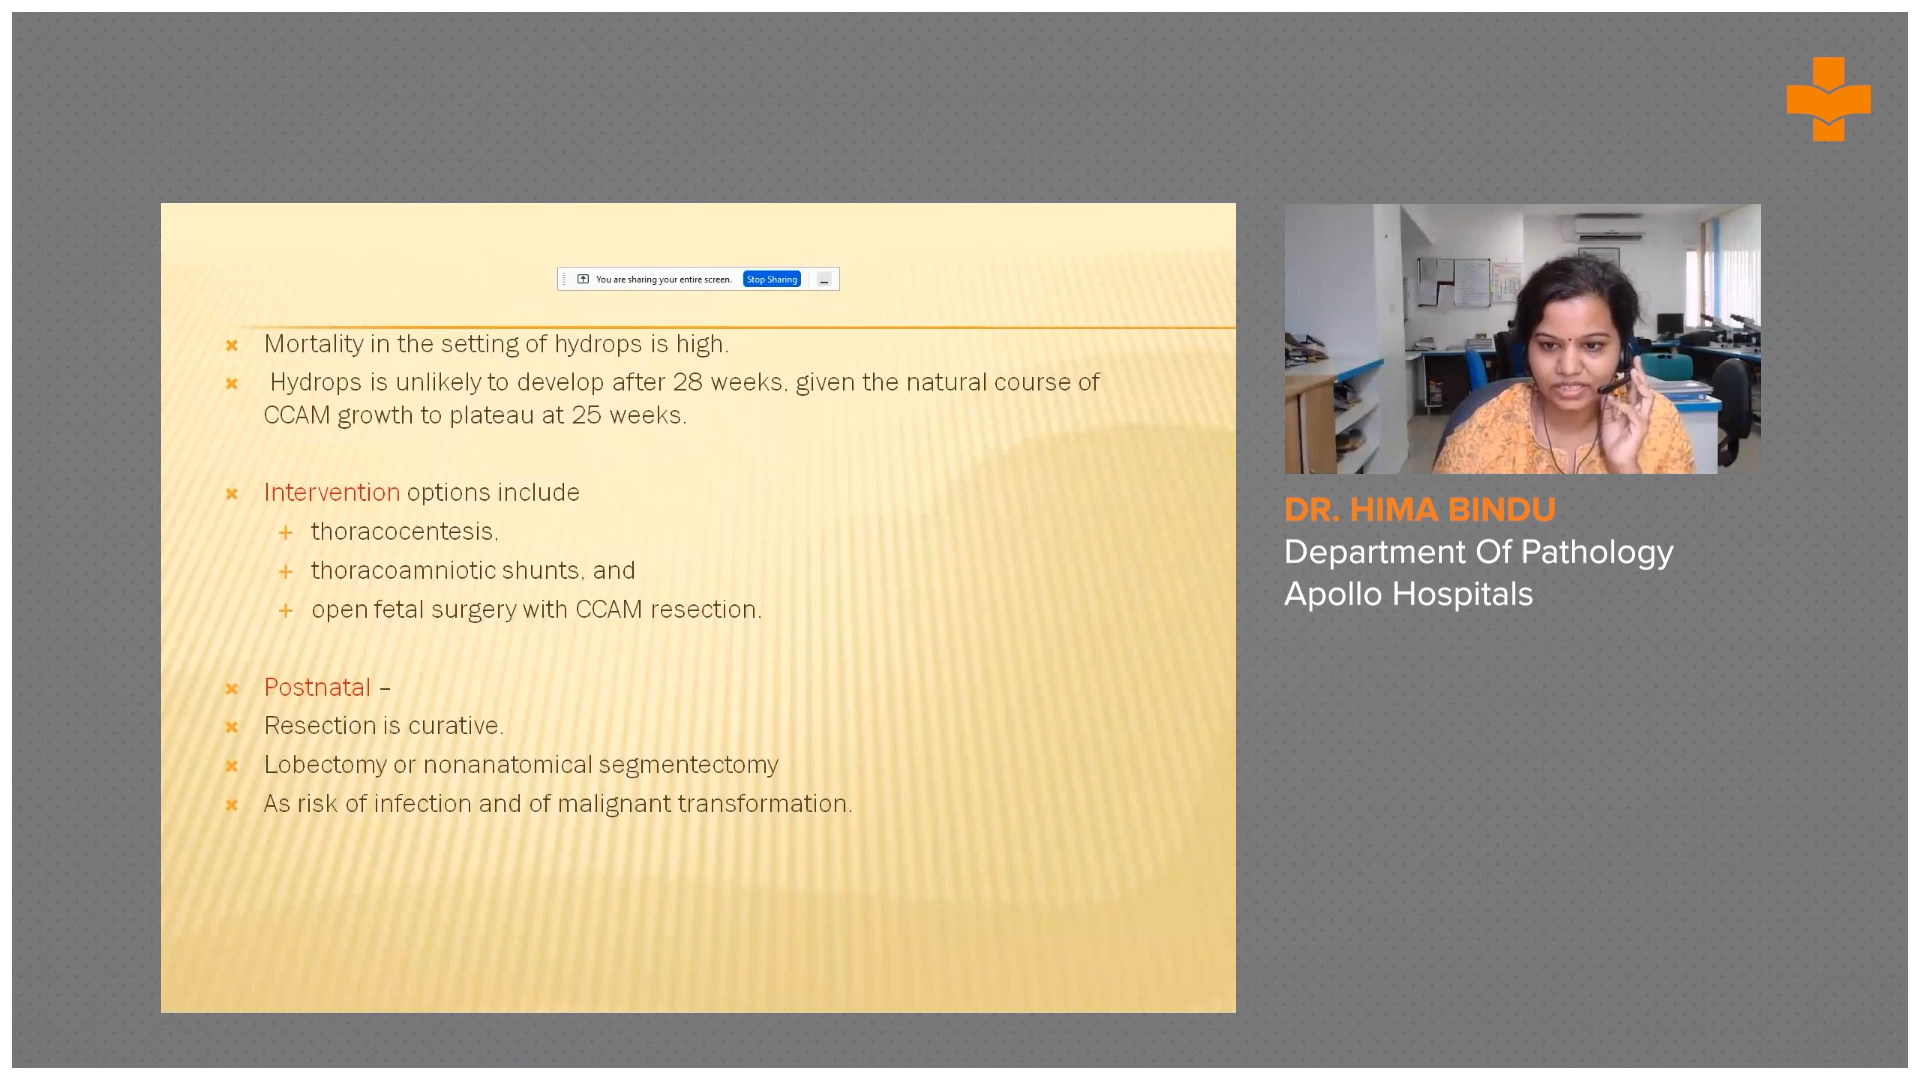 You are sharing your entire screen. Stop Sharing
Mortality in the setting of hydrops is high.
Hydrops is unlikely to develop after 28 weeks, given the natural course of
CCAM growth to plateau at 25 weeks.
Intervention options include
thoracocentesis,
thoracoamniotic shunts, and
open fetal surgery with CCAM resection.
Postnatal –
Resection is curative.
Lobectomy or nonanatomical segmentectomy
As risk of infection and of malignant transformation.
DR. HIMA BINDU
Department Of Pathology
Apollo Hospitals